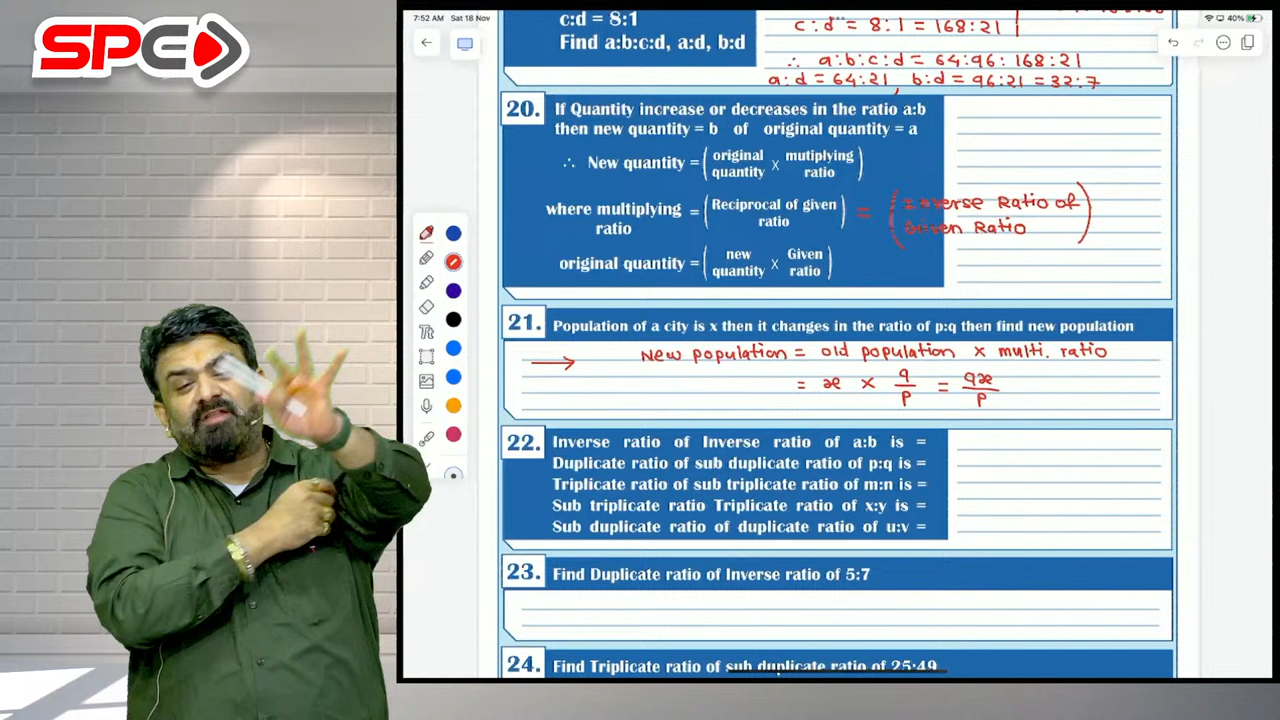 SPE
7:52 AM Sat 18 Nov
40%
c:d = 8:1
Find a:b:c:d, a:d, b:d
c:d = 8:1 = 168:21
∴ a:b:c:d = 64:96:168:21
a:d = 64:21, b:d = 96:21 = 32:7
20. If Quantity increase or decreases in the ratio a:b
then new quantity = b of original quantity = a
∴ New quantity = (original quantity × mutiplying ratio)
where multiplying ratio = (Reciprocal of given ratio) = (Inverse Ratio of Given Ratio)
original quantity = (new quantity × Given ratio)
21. Population of a city is x then it changes in the ratio of p:q then find new population
→ New population = old population × multi. ratio
= x × q/p = qx/p
22. Inverse ratio of Inverse ratio of a:b is =
Duplicate ratio of sub duplicate ratio of p:q is =
Triplicate ratio of sub triplicate ratio of m:n is =
Sub triplicate ratio Triplicate ratio of x:y is =
Sub duplicate ratio of duplicate ratio of u:v =
23. Find Duplicate ratio of Inverse ratio of 5:7
24. Find Triplicate ratio of sub duplicate ratio of 25:49